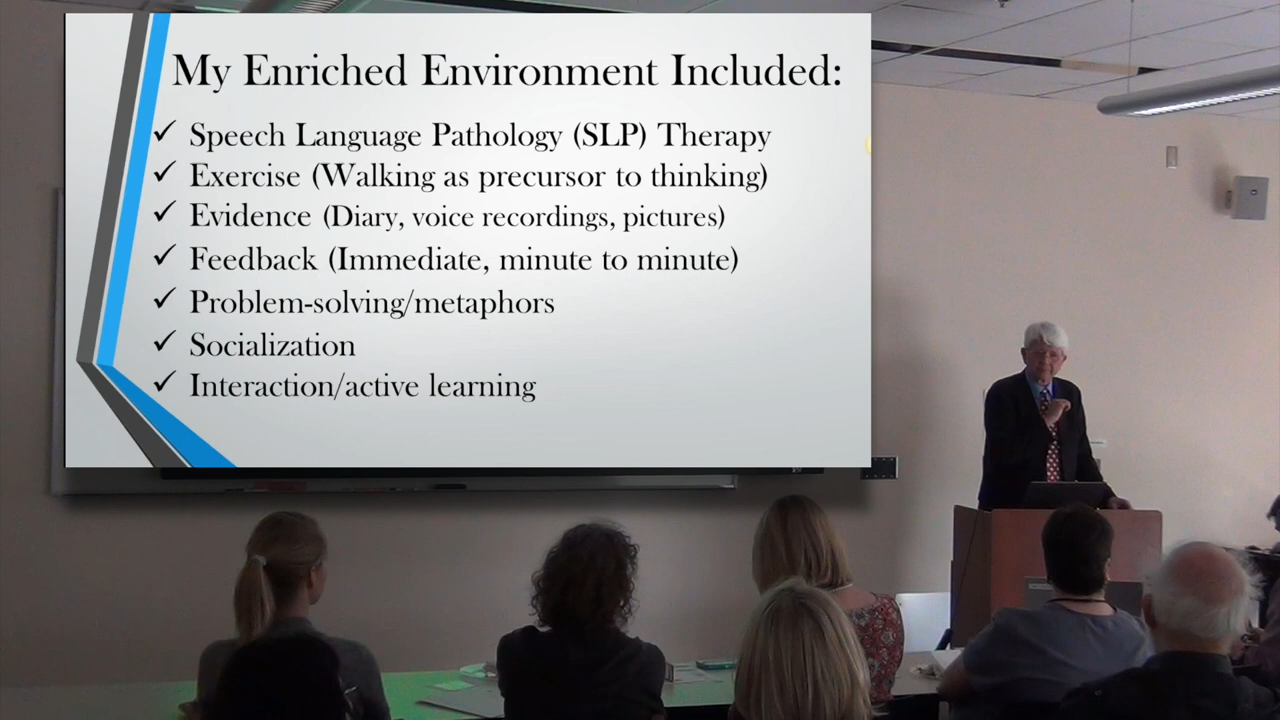 My Enriched Environment Included:
Speech Language Pathology (SLP) Therapy
Exercise (Walking as precursor to thinking)
Evidence (Diary, voice recordings, pictures)
Feedback (Immediate, minute to minute)
Problem-solving/metaphors
Socialization
Interaction/active learning